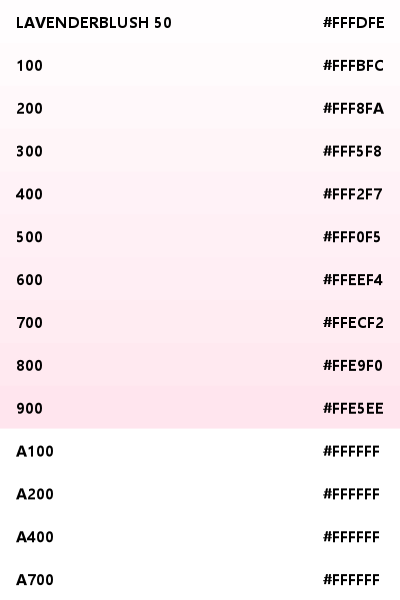 LAVENDERBLUSH 50 #FFFDFE
100 #FFFBFC
200 #FFF8FA
300 #FFF5F8
400 #FFF2F7
500 #FFF0F5
600 #FFEEF4
700 #FFECF2
800 #FFE9F0
900 #FFE5EE
A100 #FFFFFF
A200 #FFFFFF
A400 #FFFFFF
A700 #FFFFFF